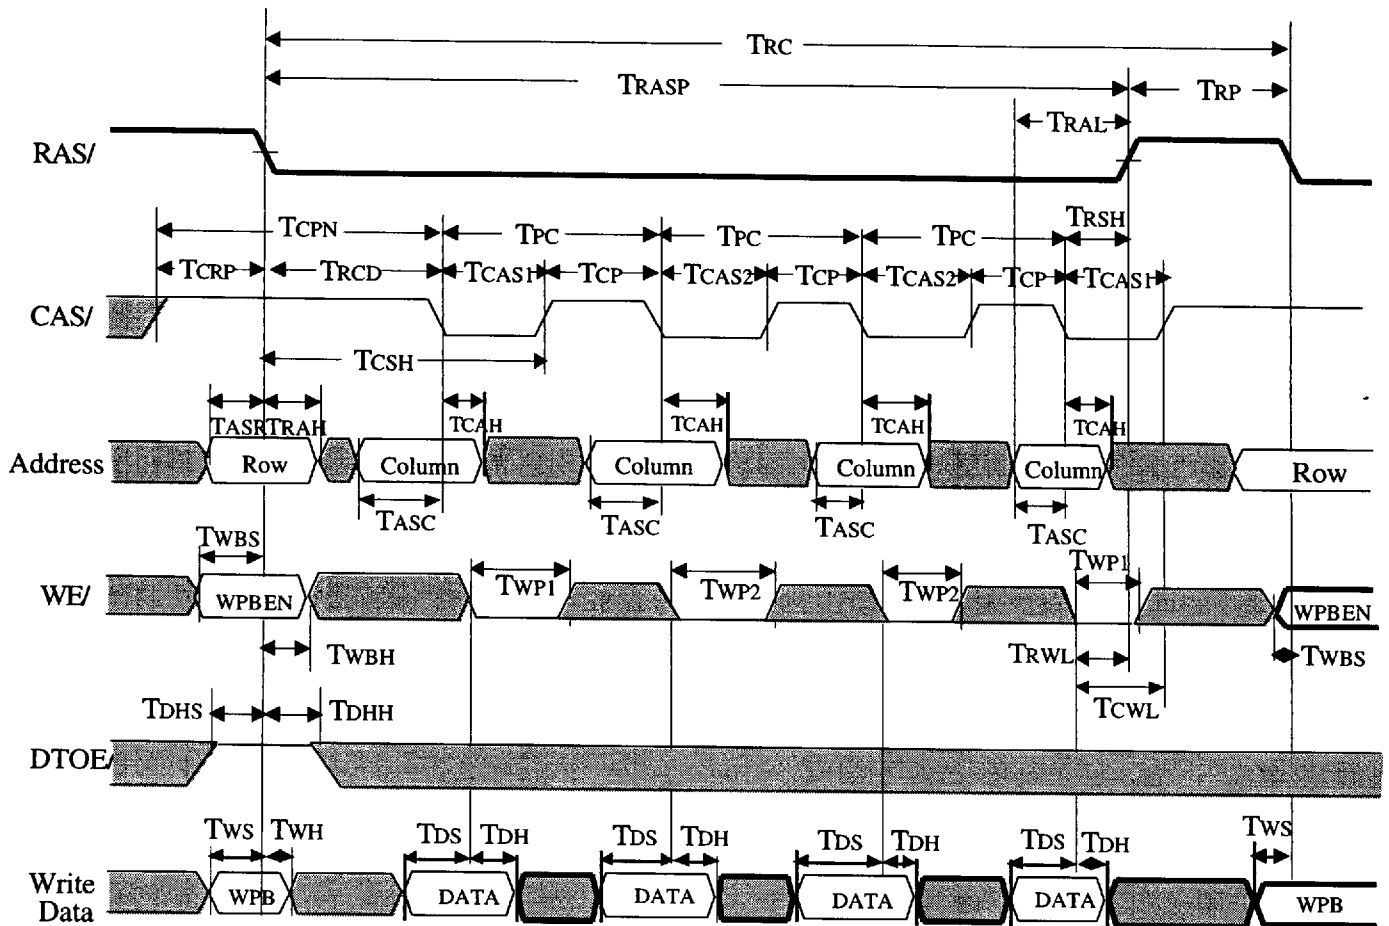 TRC
TRASP
TRP
TRAL
RAS/
TRSH
TCPN TPC TPC TPC
TCRP TRCD TCAS1 TCP TCAS2 TCP TCAS2 TCP TCAS1
CAS/
TCSH
TASR TRAH TCAH TCAH TCAH TCAH
Address Row Column Column Column Column Row
TASC TASC TASC TASC
TWBS TWP1
TWP1 TWP2 TWP2
WE/ WPBEN WPBEN
TWBH TRWL TWBS
TDHS TDHH TCWL
DTOE/
TWS TWH TDS TDH TDS TDH TDS TDH TDS TDH TWS
Write
Data WPB DATA DATA DATA DATA WPB